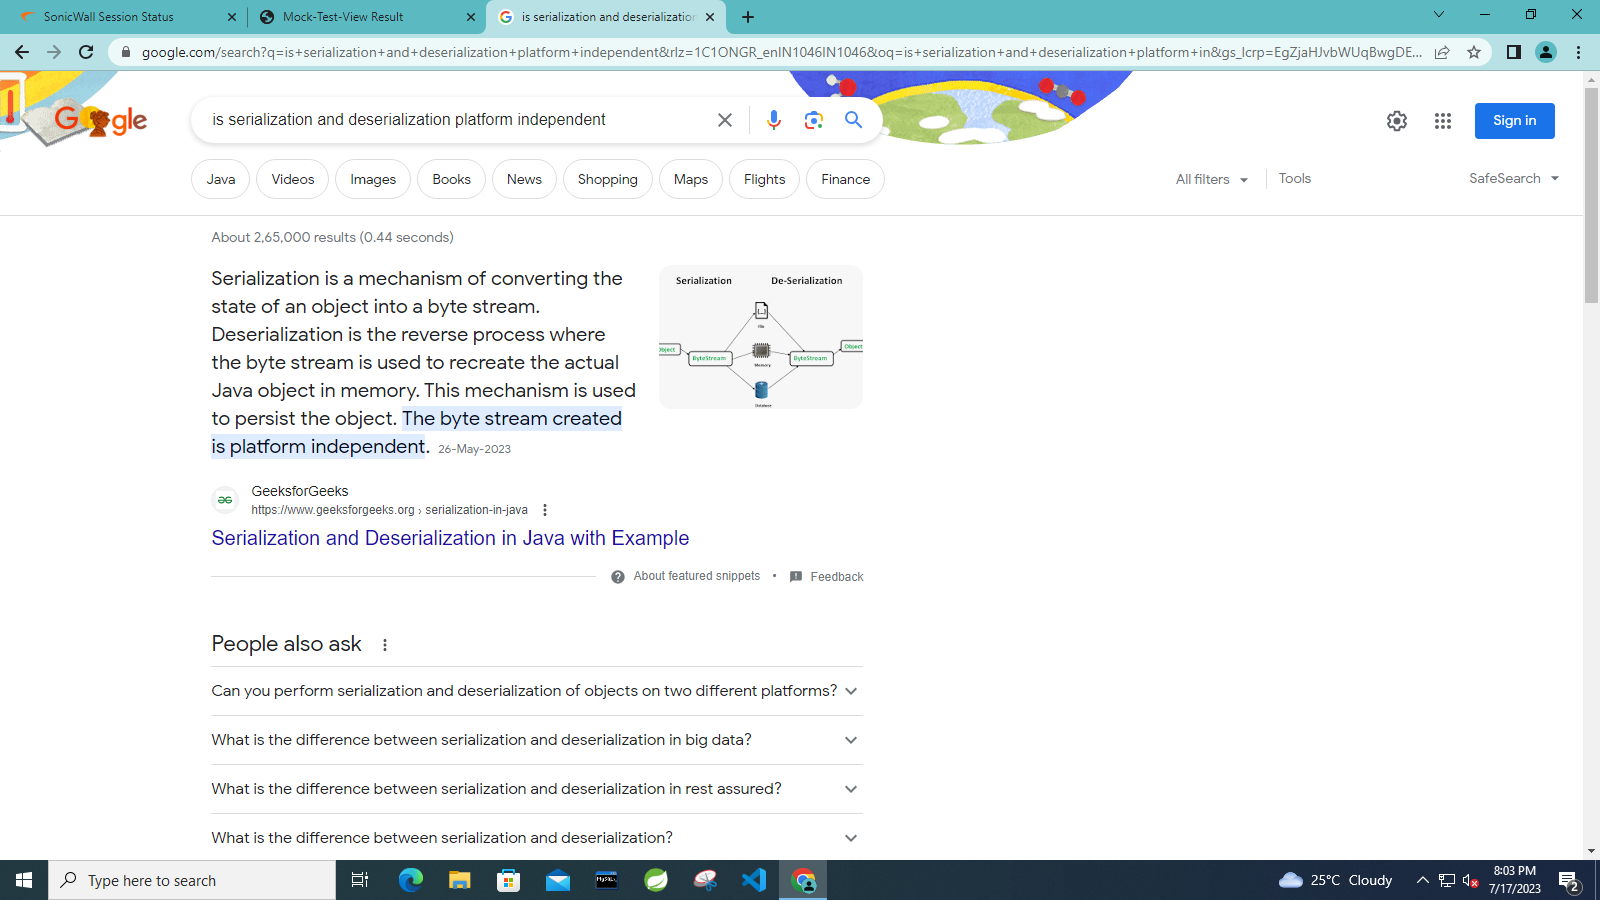 SonicWall Session Status
Mock-Test-View Result
is serialization and deserialization
google.com/search?q=is+serialization+and+deserialization+platform+independent&rlz=1C1ONGR_enIN1046IN1046&oq=is+serialization+and+deserialization+platform+in&gs_lcrp=EgZjaHJvbWUqBwgDE...
Google
is serialization and deserialization platform independent
Sign in
Java
Videos
Images
Books
News
Shopping
Maps
Flights
Finance
All filters
Tools
SafeSearch
About 2,65,000 results (0.44 seconds)
Serialization is a mechanism of converting the
state of an object into a byte stream.
Deserialization is the reverse process where
the byte stream is used to recreate the actual
Java object in memory. This mechanism is used
to persist the object. The byte stream created
is platform independent. 26-May-2023
Serialization
De-Serialization
File
Object
ByteStream
Memory
ByteStream
Object
Database
GeeksforGeeks
https://www.geeksforgeeks.org › serialization-in-java
Serialization and Deserialization in Java with Example
About featured snippets • Feedback
People also ask
Can you perform serialization and deserialization of objects on two different platforms?
What is the difference between serialization and deserialization in big data?
What is the difference between serialization and deserialization in rest assured?
What is the difference between serialization and deserialization?
Type here to search
MySQL
25°C Cloudy
8:03 PM
7/17/2023
2